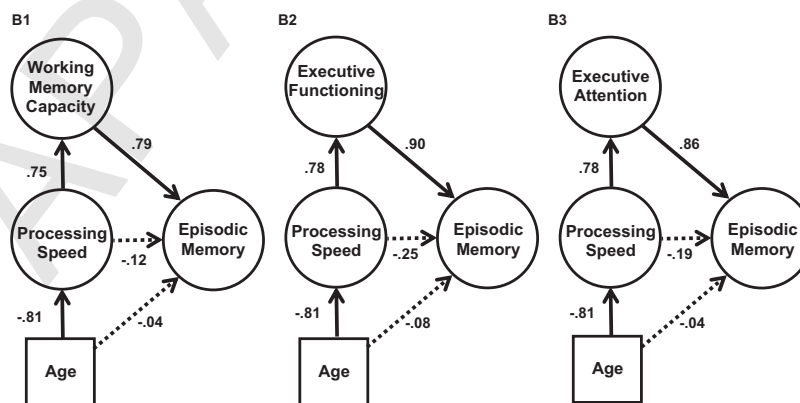 B1
Working
Memory
Capacity
.79
.75
Processing
Speed
Episodic
Memory
-.12
-.81
-.04
Age
B2
Executive
Functioning
.90
.78
Processing
Speed
Episodic
Memory
-.25
-.81
-.08
Age
B3
Executive
Attention
.86
.78
Processing
Speed
Episodic
Memory
-.19
-.81
-.04
Age